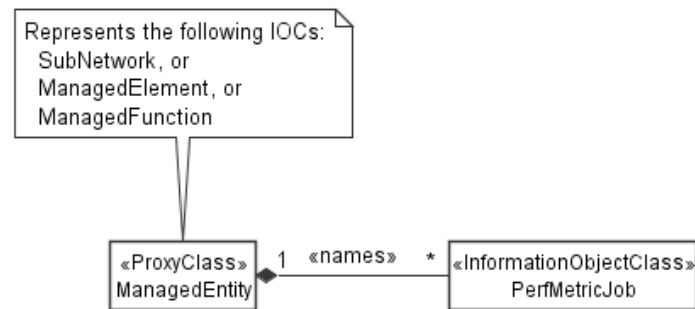 Represents the following IOCs:
SubNetwork, or
ManagedElement, or
ManagedFunction
«ProxyClass»
ManagedEntity
1 «names» *
«InformationObjectClass»
PerfMetricJob